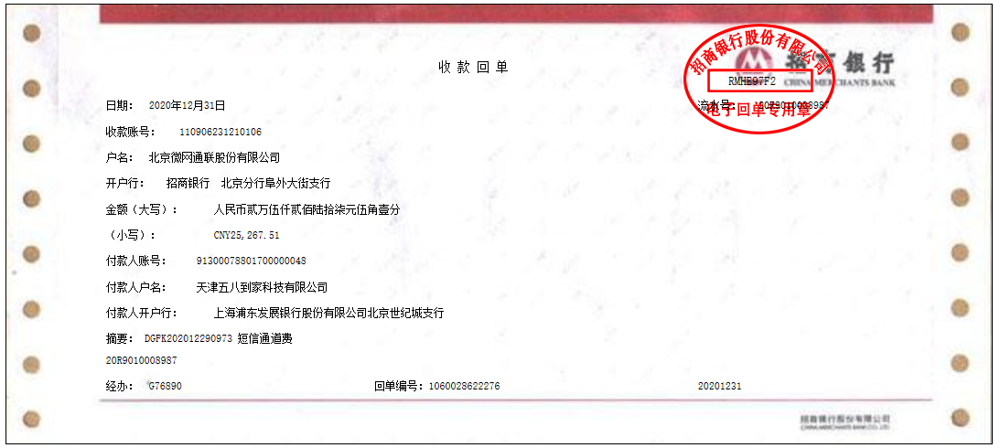 收款回单
招商银行
CHINA MERCHANTS BANK
招商银行股份有限公司
RMHB97F2
电子回单专用章
日期： 2020年12月31日 流水号：
收款账号： 110906231210106
户名： 北京微网通联股份有限公司
开户行： 招商银行 北京分行阜外大街支行
金额（大写）： 人民币贰万伍仟贰佰陆拾柒元伍角壹分
（小写）： CNY25,267.51
付款人账号： 91300078801700000048
付款人户名： 天津五八到家科技有限公司
付款人开户行： 上海浦东发展银行股份有限公司北京世纪城支行
摘要： DGFK202012290973 短信通道费
20R9010008987
经办： G76890 回单编号：1060028622276 20201231
招商银行股份有限公司
CHINA MERCHANTS BANK CO., LTD